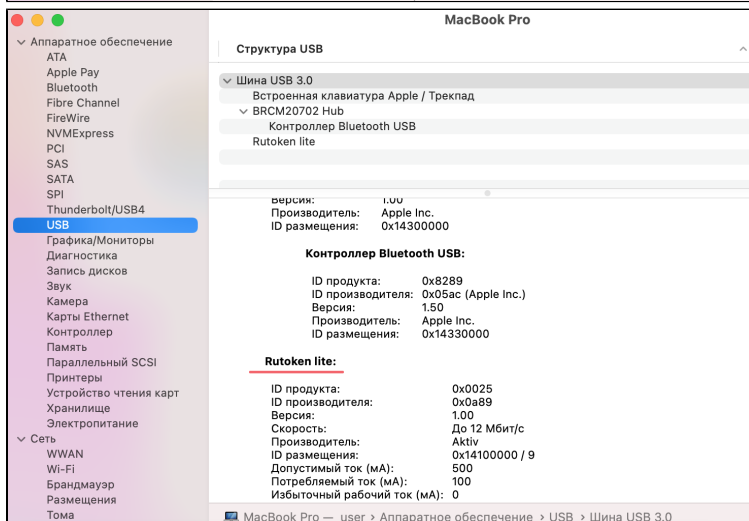 MacBook Pro
Аппаратное обеспечение
ATA
Apple Pay
Bluetooth
Fibre Channel
FireWire
NVMExpress
PCI
SAS
SATA
SPI
Thunderbolt/USB4
USB
Графика/Мониторы
Диагностика
Запись дисков
Звук
Камера
Карты Ethernet
Контроллер
Память
Параллельный SCSI
Принтеры
Устройство чтения карт
Хранилище
Электропитание
Сеть
WWAN
Wi-Fi
Брандмауэр
Размещения
Тома
Структура USB
Шина USB 3.0
Встроенная клавиатура Apple / Трекпад
BRCM20702 Hub
Контроллер Bluetooth USB
Rutoken lite
Версия: 1.00
Производитель: Apple Inc.
ID размещения: 0x14300000
Контроллер Bluetooth USB:
ID продукта: 0x8289
ID производителя: 0x05ac (Apple Inc.)
Версия: 1.50
Производитель: Apple Inc.
ID размещения: 0x14330000
Rutoken lite:
ID продукта: 0x0025
ID производителя: 0x0a89
Версия: 1.00
Скорость: До 12 Мбит/с
Производитель: Aktiv
ID размещения: 0x14100000 / 9
Допустимый ток (мА): 500
Потребляемый ток (мА): 100
Избыточный рабочий ток (мА): 0
MacBook Pro — user › Аппаратное обеспечение › USB › Шина USB 3.0